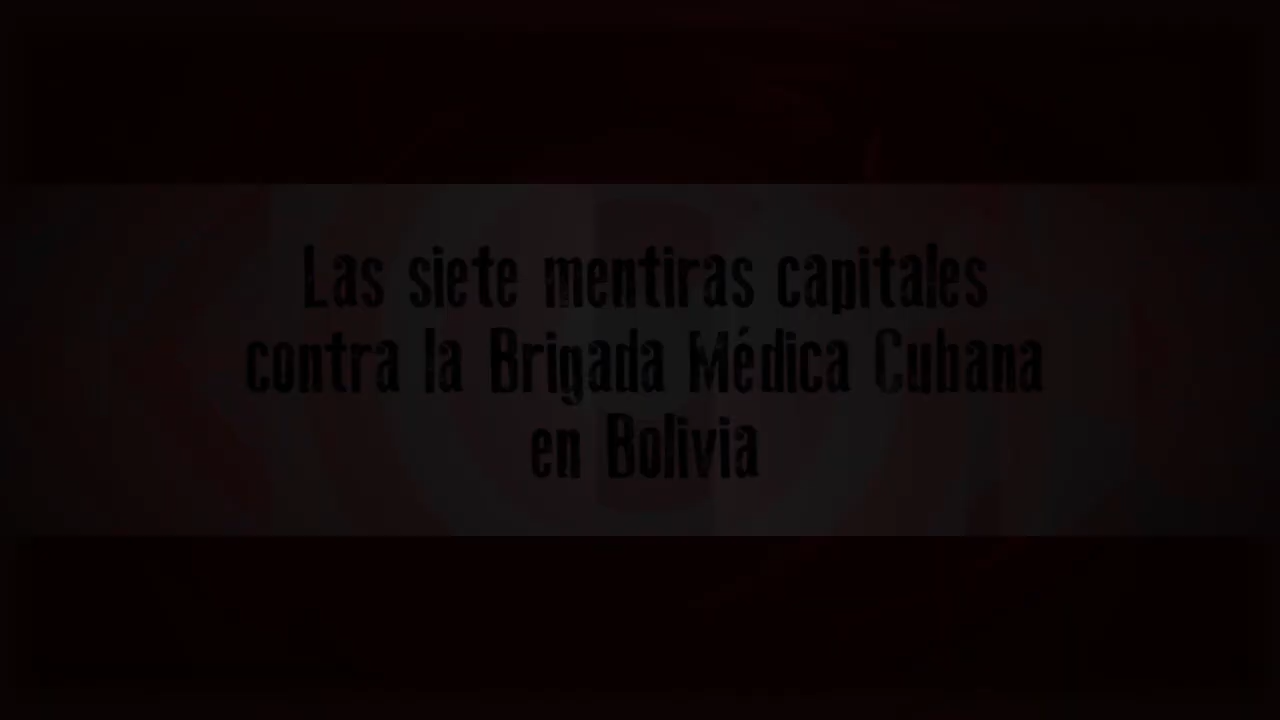 Las siete mentiras capitales
contra la Brigada Médica Cubana
en Bolivia